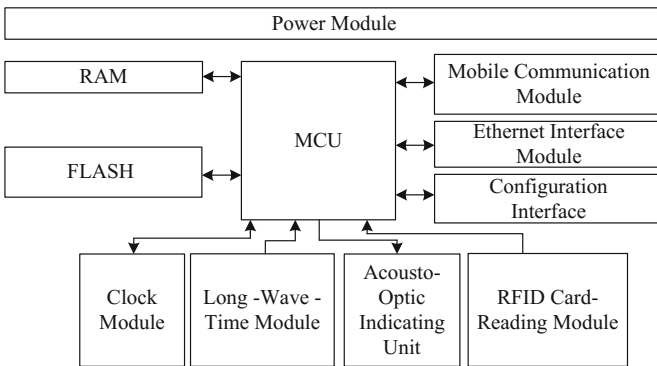 Power Module
RAM
Mobile Communication
Module
MCU
Ethernet Interface
Module
FLASH
Configuration
Interface
Clock
Module
Long -Wave -
Time Module
Acousto-
Optic
Indicating
Unit
RFID Card-
Reading Module